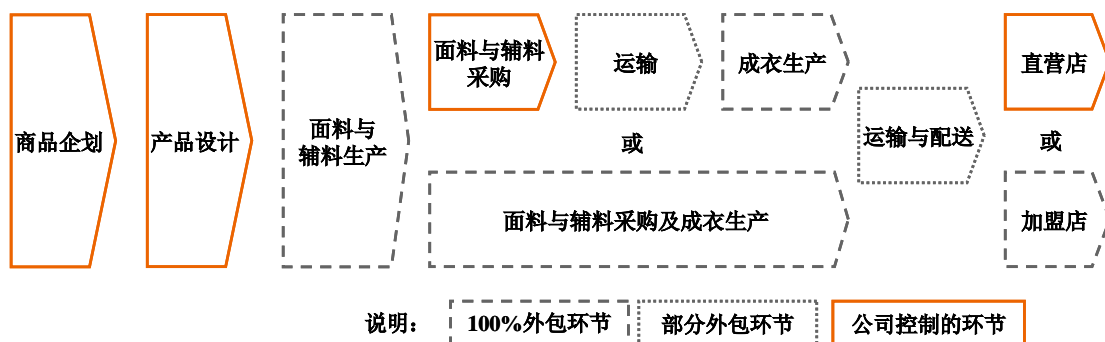 商品企划
产品设计
面料与
辅料生产
面料与辅料
采购
运输
成衣生产
或
面料与辅料采购及成衣生产
运输与配送
直营店
或
加盟店
说明：
100%外包环节
部分外包环节
公司控制的环节